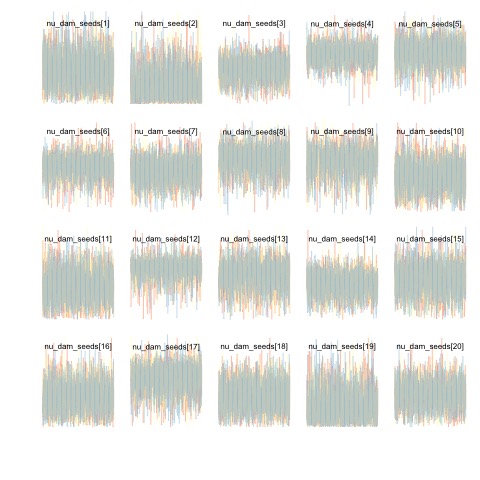 nu_dam_seeds[1] nu_dam_seeds[2] nu_dam_seeds[3] nu_dam_seeds[4] nu_dam_seeds[5]
nu_dam_seeds[6] nu_dam_seeds[7] nu_dam_seeds[8] nu_dam_seeds[9] nu_dam_seeds[10]
nu_dam_seeds[11] nu_dam_seeds[12] nu_dam_seeds[13] nu_dam_seeds[14] nu_dam_seeds[15]
nu_dam_seeds[16] nu_dam_seeds[17] nu_dam_seeds[18] nu_dam_seeds[19] nu_dam_seeds[20]